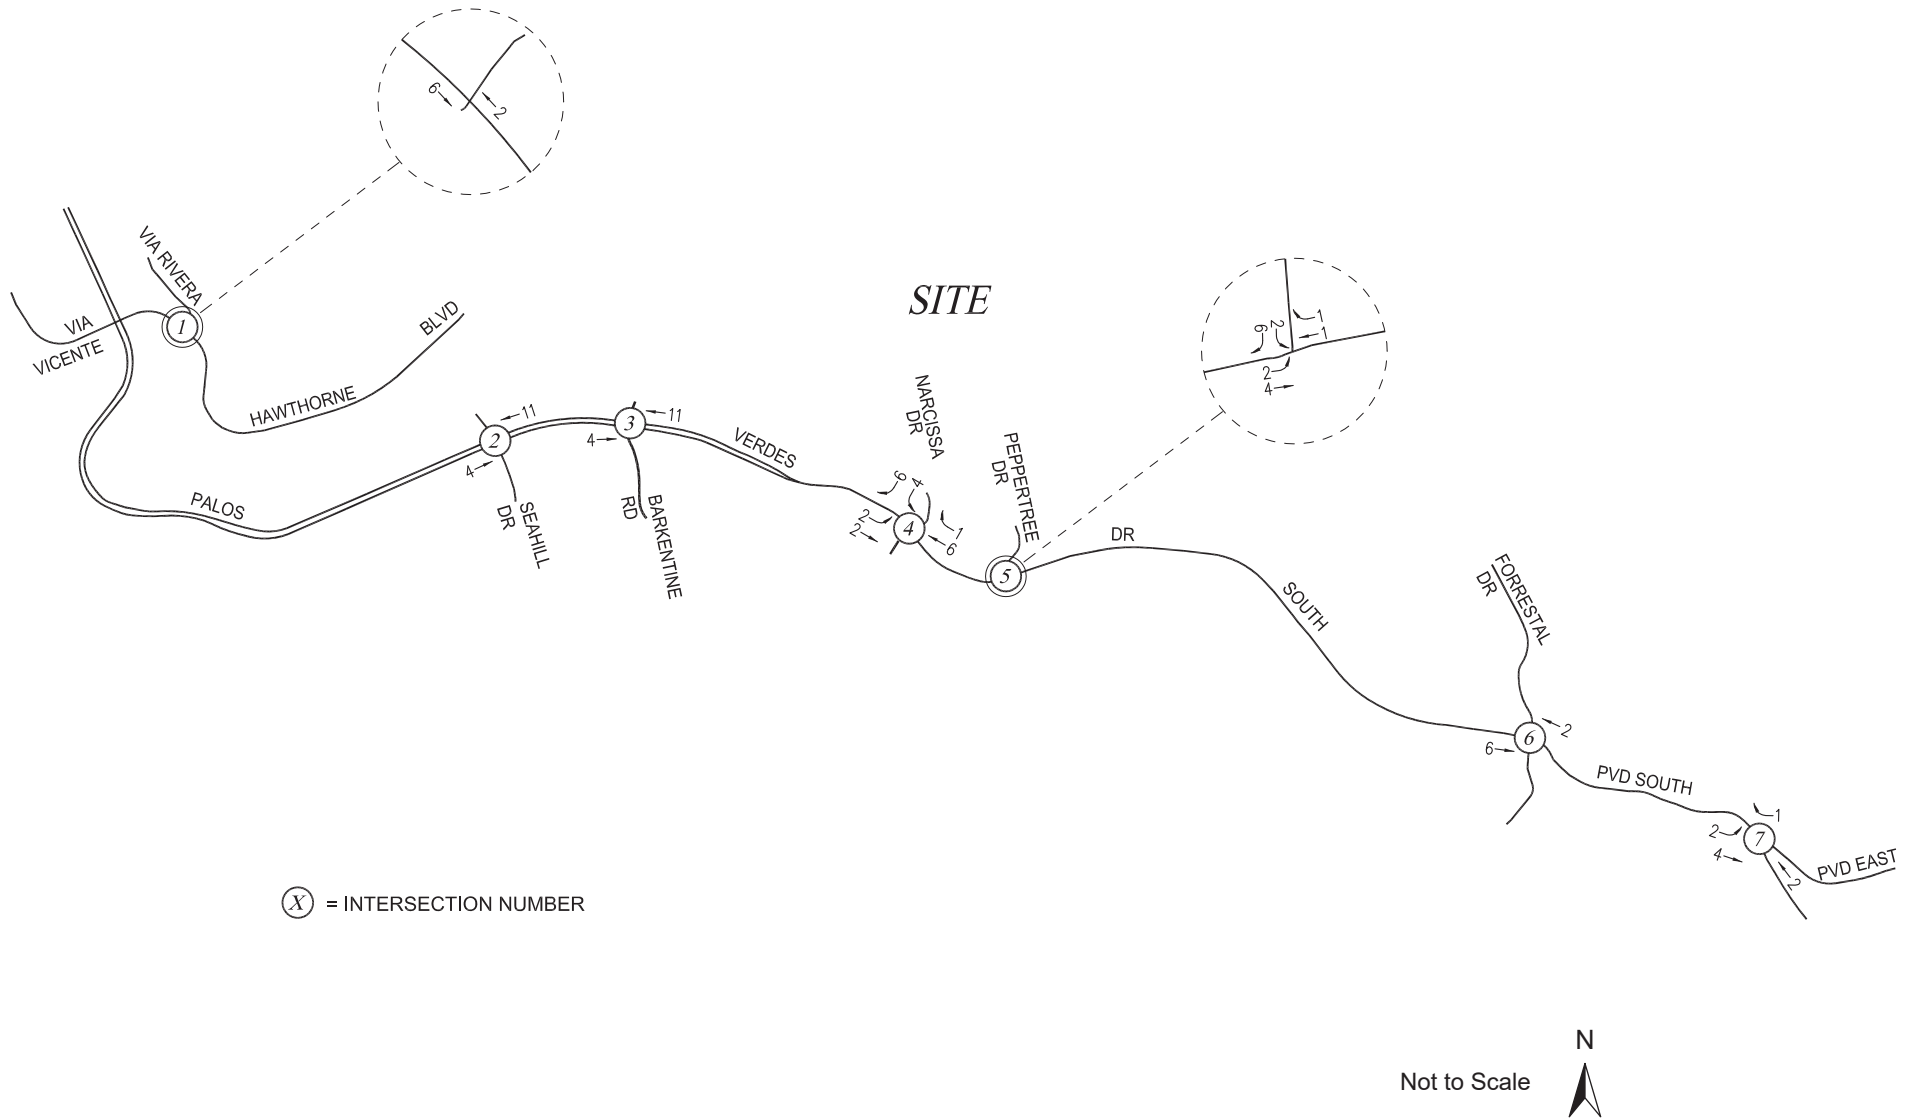 6
2
VIA RIVERA
1
VIA
VICENTE
HAWTHORNE
BLVD
SITE
6
2
1
1
2
4
PALOS
2
11
4
SEAHILL
DR
3
11
4
BARKENTINE
RD
VERDES
NARCISSA
DR
6
4
2
2
4
1
6
PEPPERTREE
DR
5
DR
SOUTH
FORRESTAL
DR
6
2
6
PVD SOUTH
1
2
7
4
2
PVD EAST
X = INTERSECTION NUMBER
N
Not to Scale